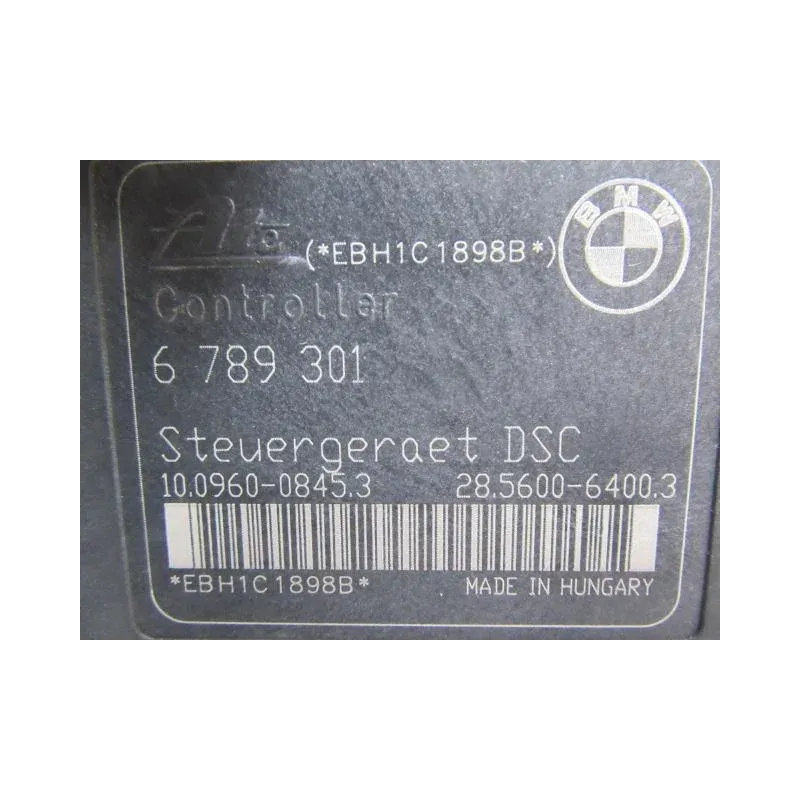 Ate (*EBH1C1898B*) BMW
Controller
6 789 301
Steuergeraet DSC
10.0960-0845.3 28.5600-6400.3
*EBH1C1898B* MADE IN HUNGARY